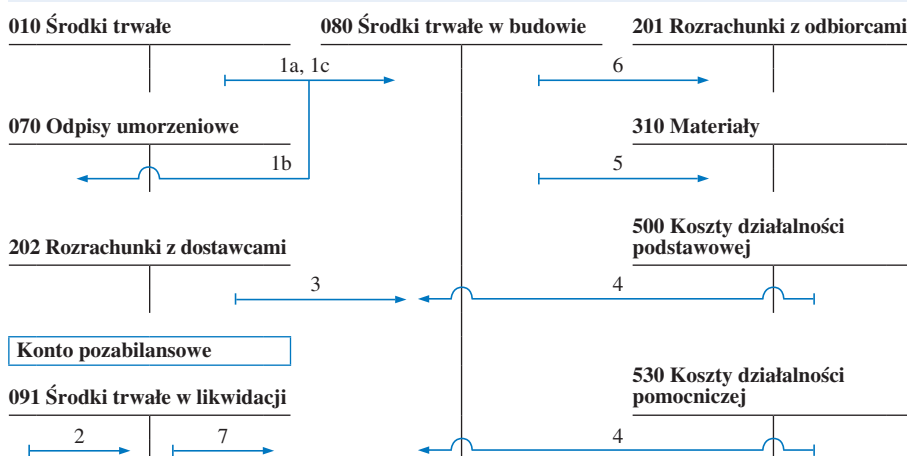 010 Środki trwałe 080 Środki trwałe w budowie 201 Rozrachunki z odbiorcami
1a, 1c 6
070 Odpisy umorzeniowe 310 Materiały
1b 5
202 Rozrachunki z dostawcami 500 Koszty działalności
podstawowej
3 4
Konto pozabilansowe
091 Środki trwałe w likwidacji 530 Koszty działalności
pomocniczej
2 7 4